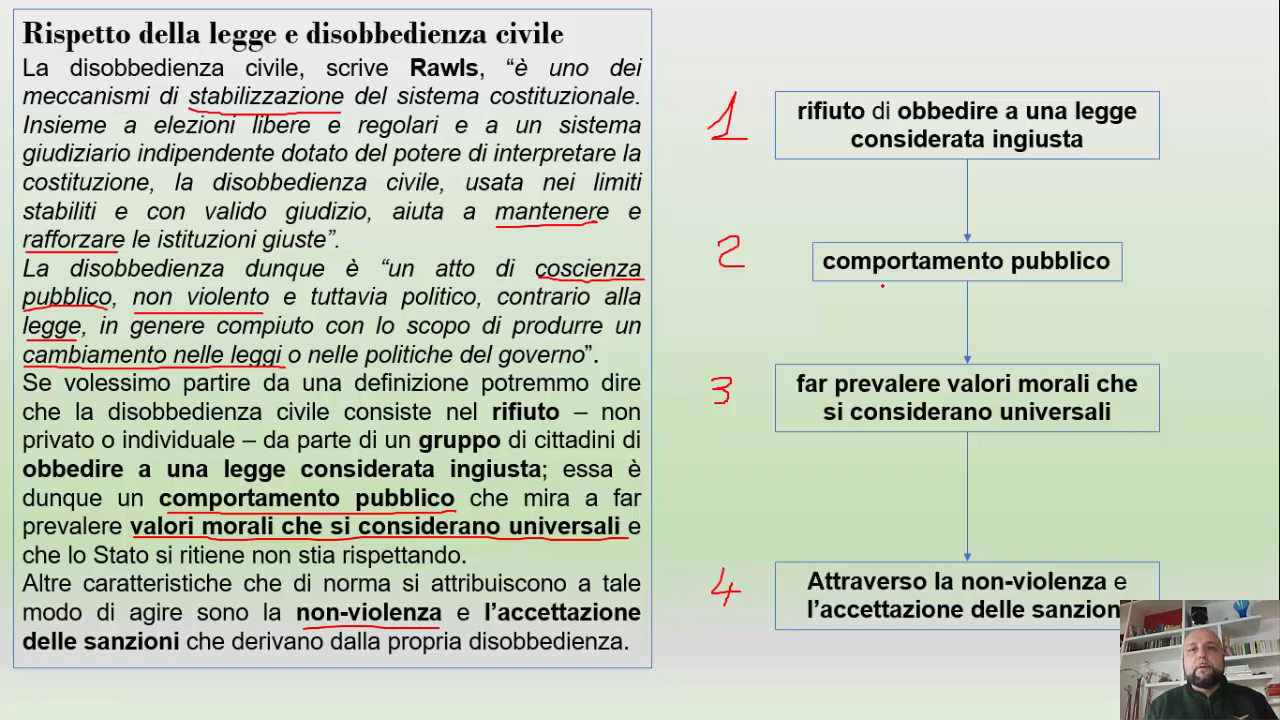 Rispetto della legge e disobbedienza civile
La disobbedienza civile, scrive Rawls, “è uno dei
meccanismi di stabilizzazione del sistema costituzionale.
Insieme a elezioni libere e regolari e a un sistema
giudiziario indipendente dotato del potere di interpretare la
costituzione, la disobbedienza civile, usata nei limiti
stabiliti e con valido giudizio, aiuta a mantenere e
rafforzare le istituzioni giuste”.
La disobbedienza dunque è “un atto di coscienza
pubblico, non violento e tuttavia politico, contrario alla
legge, in genere compiuto con lo scopo di produrre un
cambiamento nelle leggi o nelle politiche del governo”.
Se volessimo partire da una definizione potremmo dire
che la disobbedienza civile consiste nel rifiuto – non
privato o individuale – da parte di un gruppo di cittadini di
obbedire a una legge considerata ingiusta; essa è
dunque un comportamento pubblico che mira a far
prevalere valori morali che si considerano universali e
che lo Stato si ritiene non stia rispettando.
Altre caratteristiche che di norma si attribuiscono a tale
modo di agire sono la non-violenza e l’accettazione
delle sanzioni che derivano dalla propria disobbedienza.
1
rifiuto di obbedire a una legge
considerata ingiusta
2
comportamento pubblico
3
far prevalere valori morali che
si considerano universali
4
Attraverso la non-violenza e
l’accettazione delle